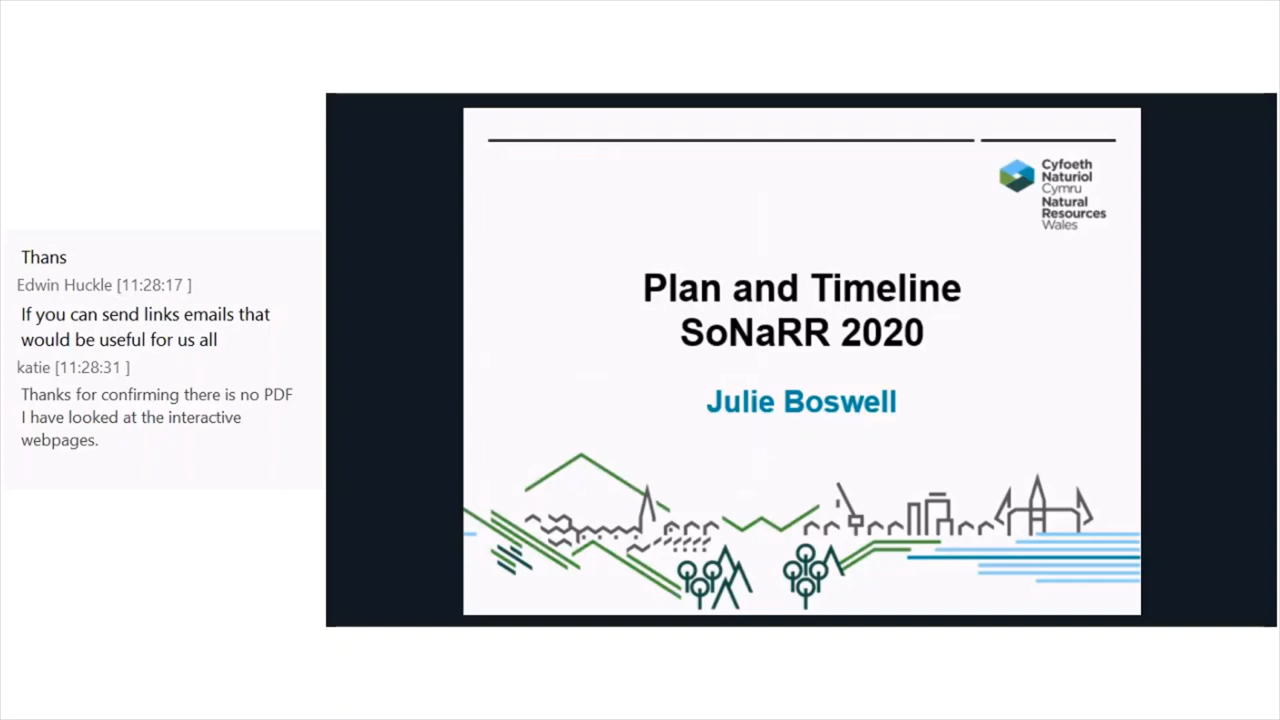 Thans
Edwin Huckle [11:28:17 ]
If you can send links emails that
would be useful for us all
katie [11:28:31 ]
Thanks for confirming there is no PDF
I have looked at the interactive
webpages.
Cyfoeth
Naturiol
Cymru
Natural
Resources
Wales
Plan and Timeline
SoNaRR 2020
Julie Boswell